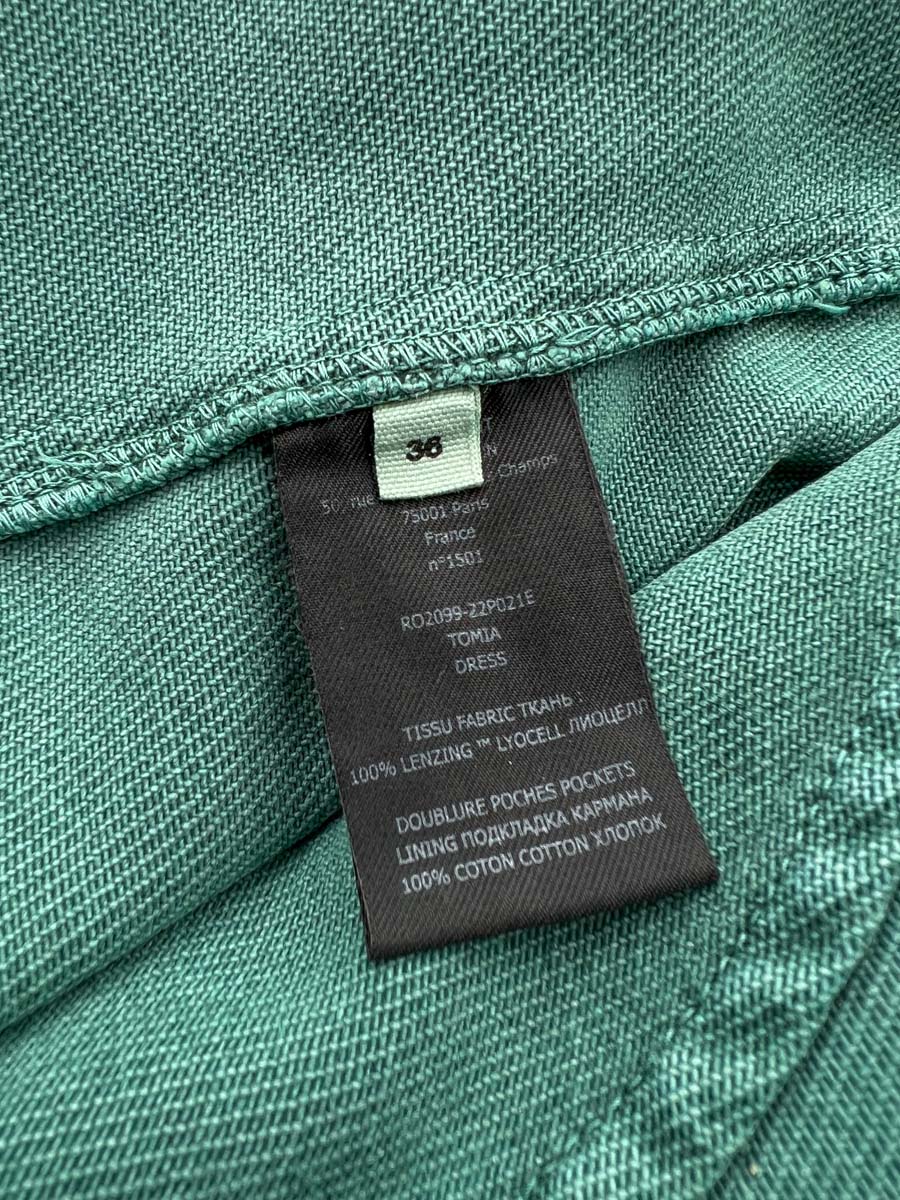 36
Champs
75001 Paris
France
n°1501
RO2099-22P021E
TOMIA
DRESS
TISSU FABRIC ТКАНЬ :
100% LENZING ™ LYOCELL ЛИОЦЕЛЛ
DOUBLURE POCHES POCKETS
LINING ПОДКЛАДКА КАРМАНА
100% COTON COTTON ХЛОПОК